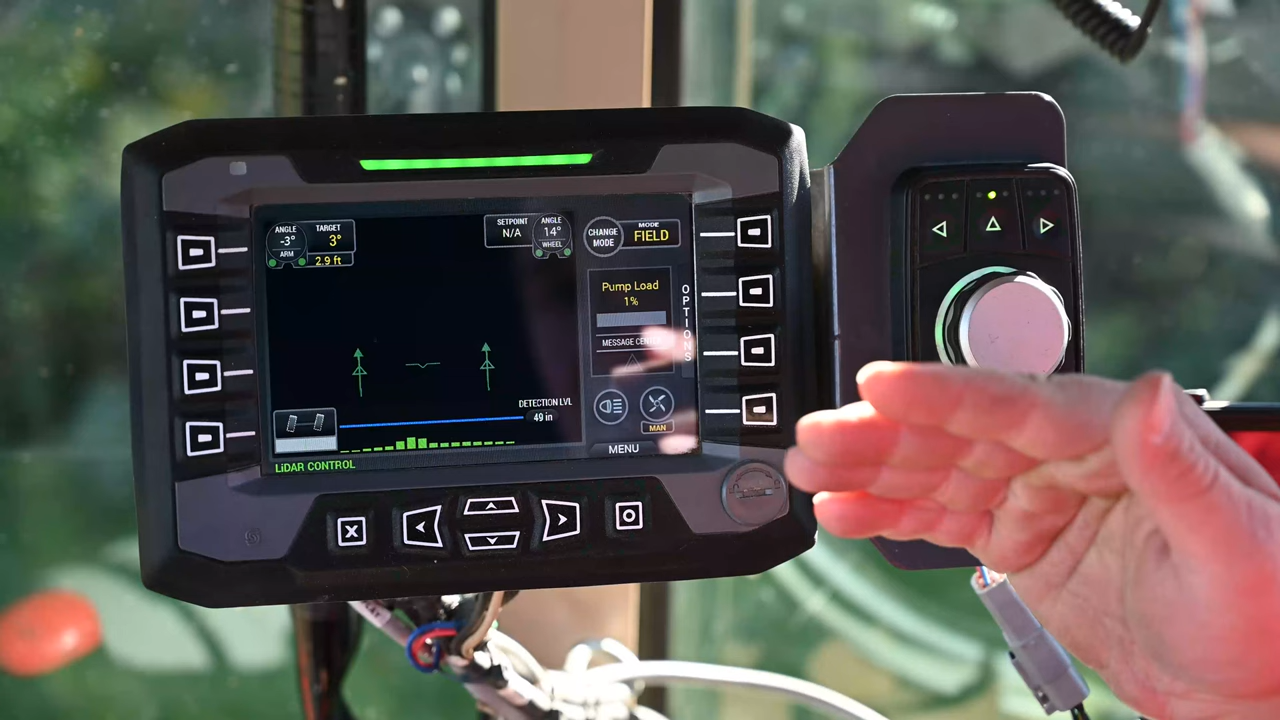 ANGLE
-3°
ARM
TARGET
3°
2.9 ft
SETPOINT
N/A
ANGLE
14°
WHEEL
CHANGE
MODE
MODE
FIELD
Pump Load
1%
MESSAGE CENTER
OPTIONS
DETECTION LVL
49 in
MAN
MENU
LiDAR CONTROL
X